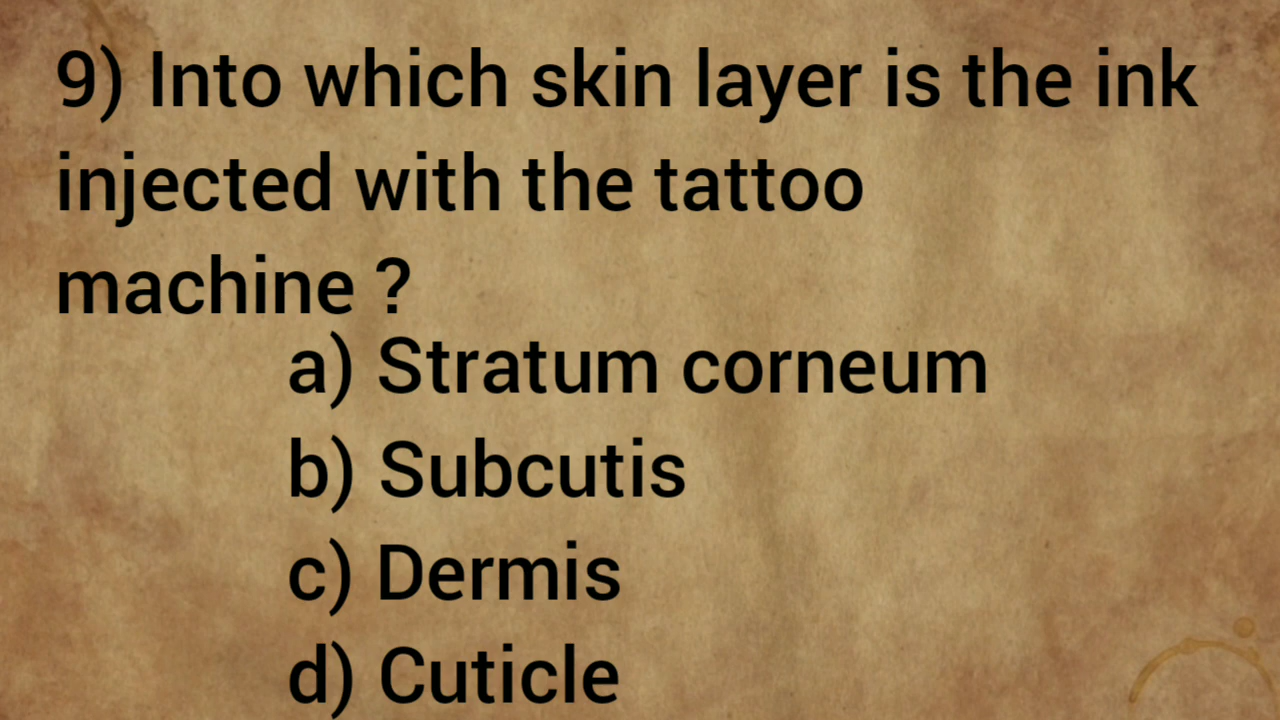 9) Into which skin layer is the ink
injected with the tattoo
machine ?
a) Stratum corneum
b) Subcutis
c) Dermis
d) Cuticle